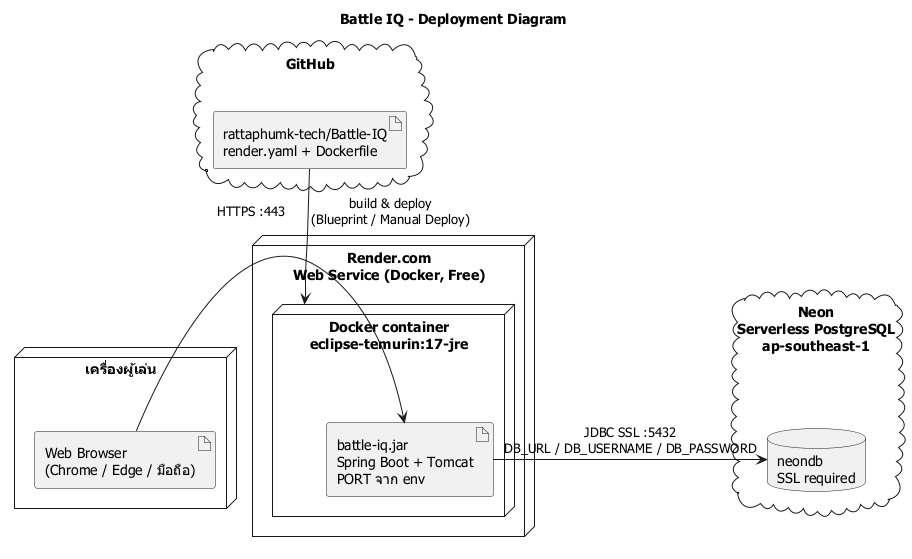 Battle IQ - Deployment Diagram
GitHub
rattaphumk-tech/Battle-IQ
render.yaml + Dockerfile
HTTPS :443
build & deploy
(Blueprint / Manual Deploy)
Render.com
Web Service (Docker, Free)
Docker container
eclipse-temurin:17-jre
Neon
Serverless PostgreSQL
ap-southeast-1
เครื่องผู้เล่น
Web Browser
(Chrome / Edge / มือถือ)
battle-iq.jar
Spring Boot + Tomcat
PORT จาก env
JDBC SSL :5432
DB_URL / DB_USERNAME / DB_PASSWORD
neondb
SSL required